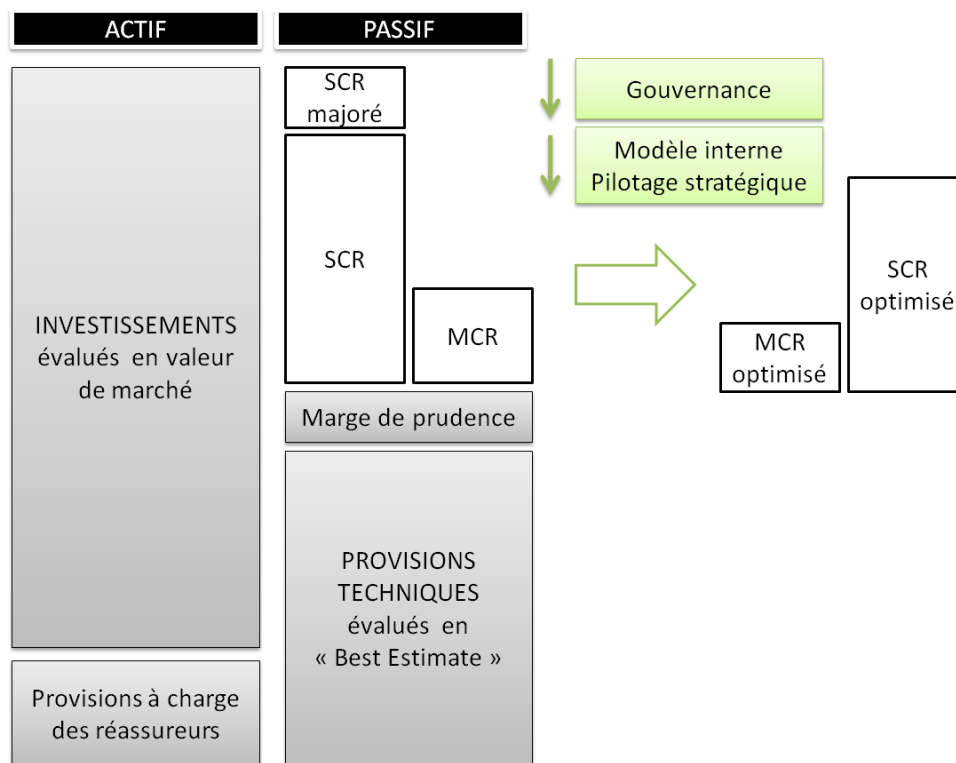 ACTIF
PASSIF
SCR
majoré
Gouvernance
Modèle interne
Pilotage stratégique
SCR
MCR
SCR
optimisé
MCR
optimisé
INVESTISSEMENTS
évalués en valeur
de marché
Marge de prudence
PROVISIONS
TECHNIQUES
évalués en
« Best Estimate »
Provisions à charge
des réassureurs